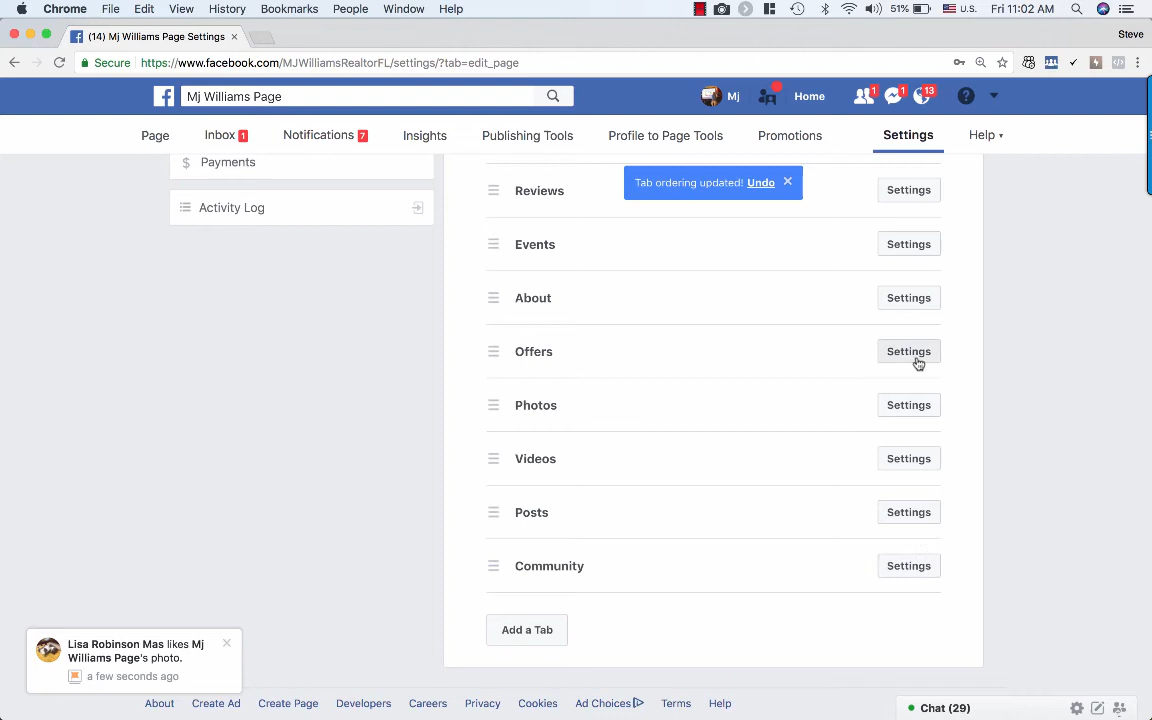 Chrome File Edit View History Bookmarks People Window Help 51% U.S. Fri 11:02 AM
(14) Mj Williams Page Settings Steve
Secure https://www.facebook.com/MJWilliamsRealtorFL/settings/?tab=edit_page
Mj Williams Page Mj Home 1 1 13
Page Inbox 1 Notifications 7 Insights Publishing Tools Profile to Page Tools Promotions Settings Help
$ Payments
Tab ordering updated! Undo
Reviews Settings
Activity Log
Events Settings
About Settings
Offers Settings
Photos Settings
Videos Settings
Posts Settings
Community Settings
Add a Tab
Lisa Robinson Mas likes Mj
Williams Page's photo.
a few seconds ago
About Create Ad Create Page Developers Careers Privacy Cookies Ad Choices Terms Help
Chat (29)